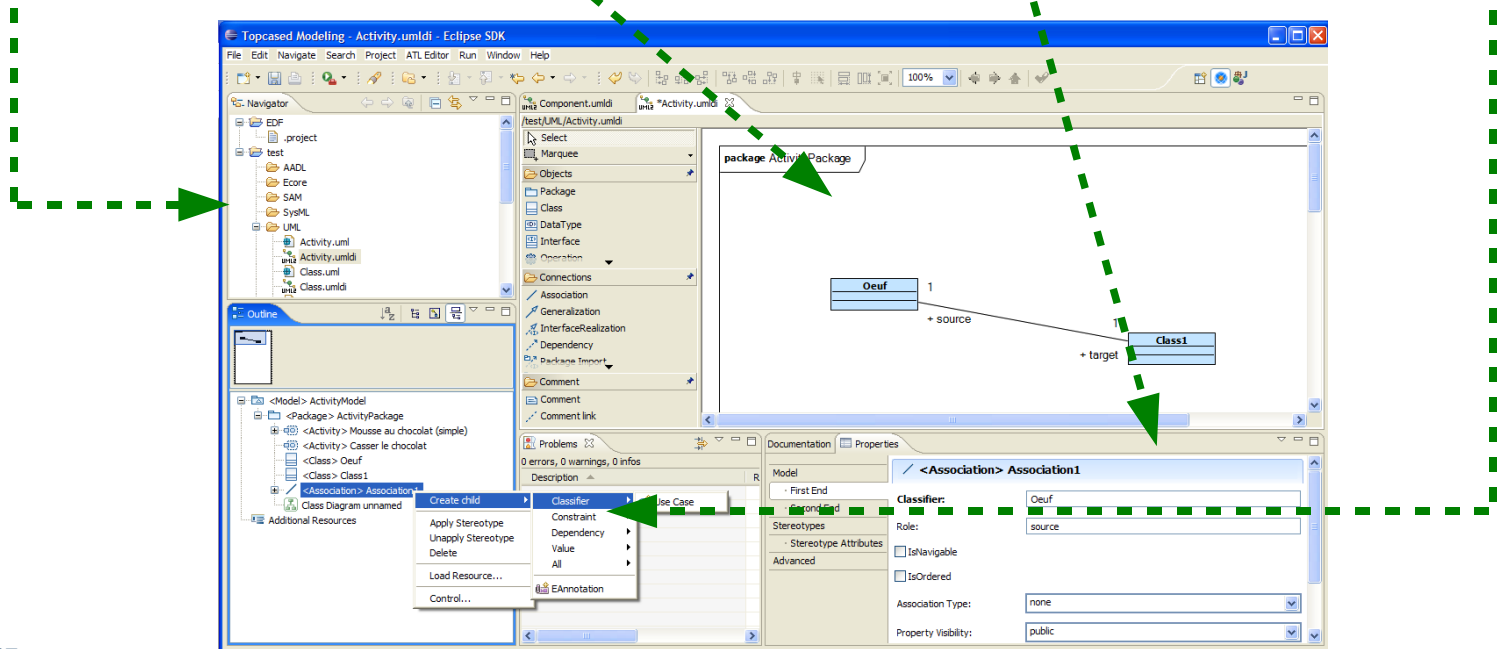 Topcased Modeling - Activity.umldi - Eclipse SDK
File Edit Navigate Search Project ATL Editor Run Window Help
100%
Navigator
EDF
.project
test
AADL
Ecore
SAM
SysML
UML
Activity.uml
Activity.umldi
Class.uml
Class.umldi
Outline
<Model> ActivityModel
<Package> ActivityPackage
<Activity> Mousse au chocolat (simple)
<Activity> Casser le chocolat
<Class> Oeuf
<Class> Class1
<Association> Association1
Class Diagram unnamed
Additional Resources
Create child
Apply Stereotype
Unapply Stereotype
Delete
Load Resource...
Control...
Classifier
Constraint
Dependency
Value
All
EAnnotation
Use Case
Component.umldi
*Activity.umldi
/test/UML/Activity.umldi
Select
Marquee
Objects
Package
Class
DataType
Interface
Operation
Connections
Association
Generalization
InterfaceRealization
Dependency
Package Import
Comment
Comment
Comment link
package ActivityPackage
Oeuf
1
+ source
1
+ target
Class1
Problems
0 errors, 0 warnings, 0 infos
Description
R
Documentation
Properties
Model
· First End
· Second End
Stereotypes
· Stereotype Attributes
Advanced
<Association> Association1
Classifier:
Oeuf
Role:
source
IsNavigable
IsOrdered
Association Type:
none
Property Visibility:
public